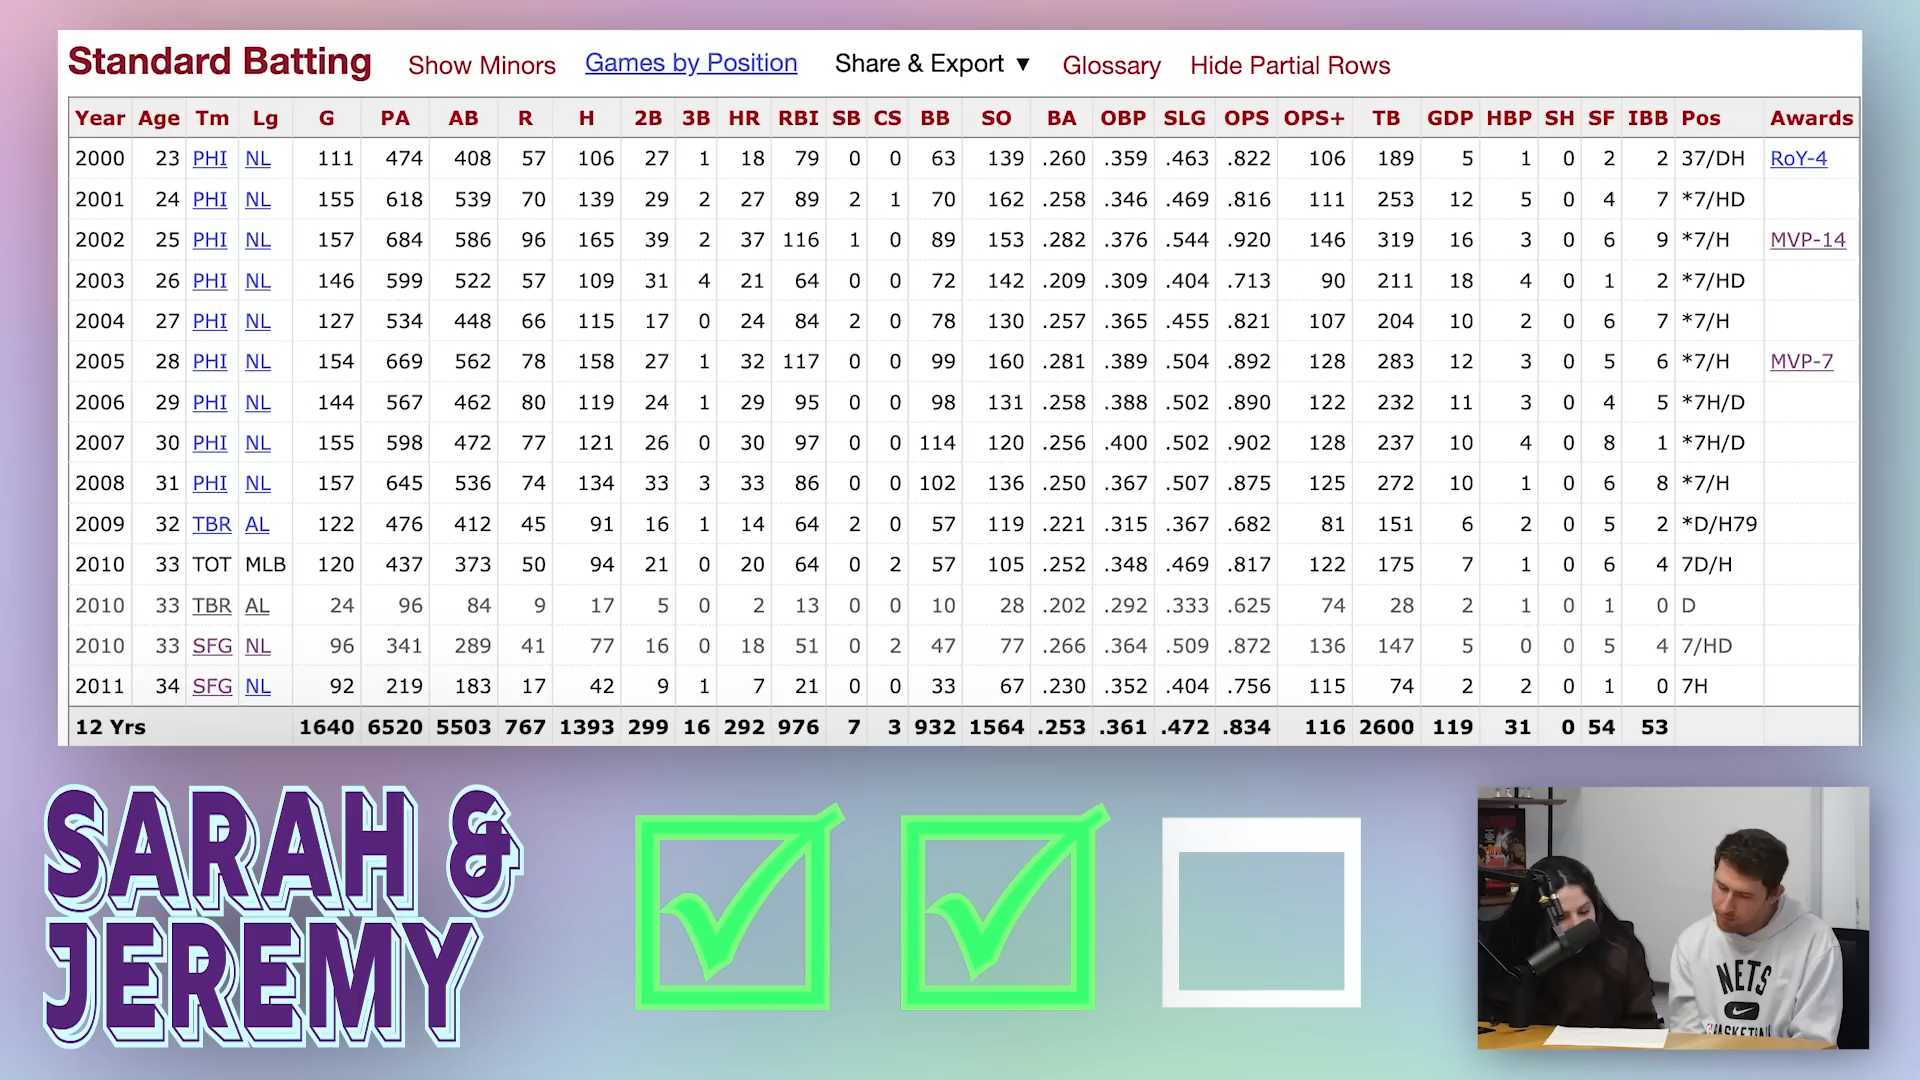 Standard Batting Show Minors Games by Position Share & Export ▼ Glossary Hide Partial Rows
Year Age Tm Lg G PA AB R H 2B 3B HR RBI SB CS BB SO BA OBP SLG OPS OPS+ TB GDP HBP SH SF IBB Pos Awards
2000 23 PHI NL 111 474 408 57 106 27 1 18 79 0 0 63 139 .260 .359 .463 .822 106 189 5 1 0 2 2 37/DH RoY-4
2001 24 PHI NL 155 618 539 70 139 29 2 27 89 2 1 70 162 .258 .346 .469 .816 111 253 12 5 0 4 7 *7/HD
2002 25 PHI NL 157 684 586 96 165 39 2 37 116 1 0 89 153 .282 .376 .544 .920 146 319 16 3 0 6 9 *7/H MVP-14
2003 26 PHI NL 146 599 522 57 109 31 4 21 64 0 0 72 142 .209 .309 .404 .713 90 211 18 4 0 1 2 *7/HD
2004 27 PHI NL 127 534 448 66 115 17 0 24 84 2 0 78 130 .257 .365 .455 .821 107 204 10 2 0 6 7 *7/H
2005 28 PHI NL 154 669 562 78 158 27 1 32 117 0 0 99 160 .281 .389 .504 .892 128 283 12 3 0 5 6 *7/H MVP-7
2006 29 PHI NL 144 567 462 80 119 24 1 29 95 0 0 98 131 .258 .388 .502 .890 122 232 11 3 0 4 5 *7H/D
2007 30 PHI NL 155 598 472 77 121 26 0 30 97 0 0 114 120 .256 .400 .502 .902 128 237 10 4 0 8 1 *7H/D
2008 31 PHI NL 157 645 536 74 134 33 3 33 86 0 0 102 136 .250 .367 .507 .875 125 272 10 1 0 6 8 *7/H
2009 32 TBR AL 122 476 412 45 91 16 1 14 64 2 0 57 119 .221 .315 .367 .682 81 151 6 2 0 5 2 *D/H79
2010 33 TOT MLB 120 437 373 50 94 21 0 20 64 0 2 57 105 .252 .348 .469 .817 122 175 7 1 0 6 4 7D/H
2010 33 TBR AL 24 96 84 9 17 5 0 2 13 0 0 10 28 .202 .292 .333 .625 74 28 2 1 0 1 0 D
2010 33 SFG NL 96 341 289 41 77 16 0 18 51 0 2 47 77 .266 .364 .509 .872 136 147 5 0 0 5 4 7/HD
2011 34 SFG NL 92 219 183 17 42 9 1 7 21 0 0 33 67 .230 .352 .404 .756 115 74 2 2 0 1 0 7H
12 Yrs 1640 6520 5503 767 1393 299 16 292 976 7 3 932 1564 .253 .361 .472 .834 116 2600 119 31 0 54 53
SARAH &
JEREMY
NETS